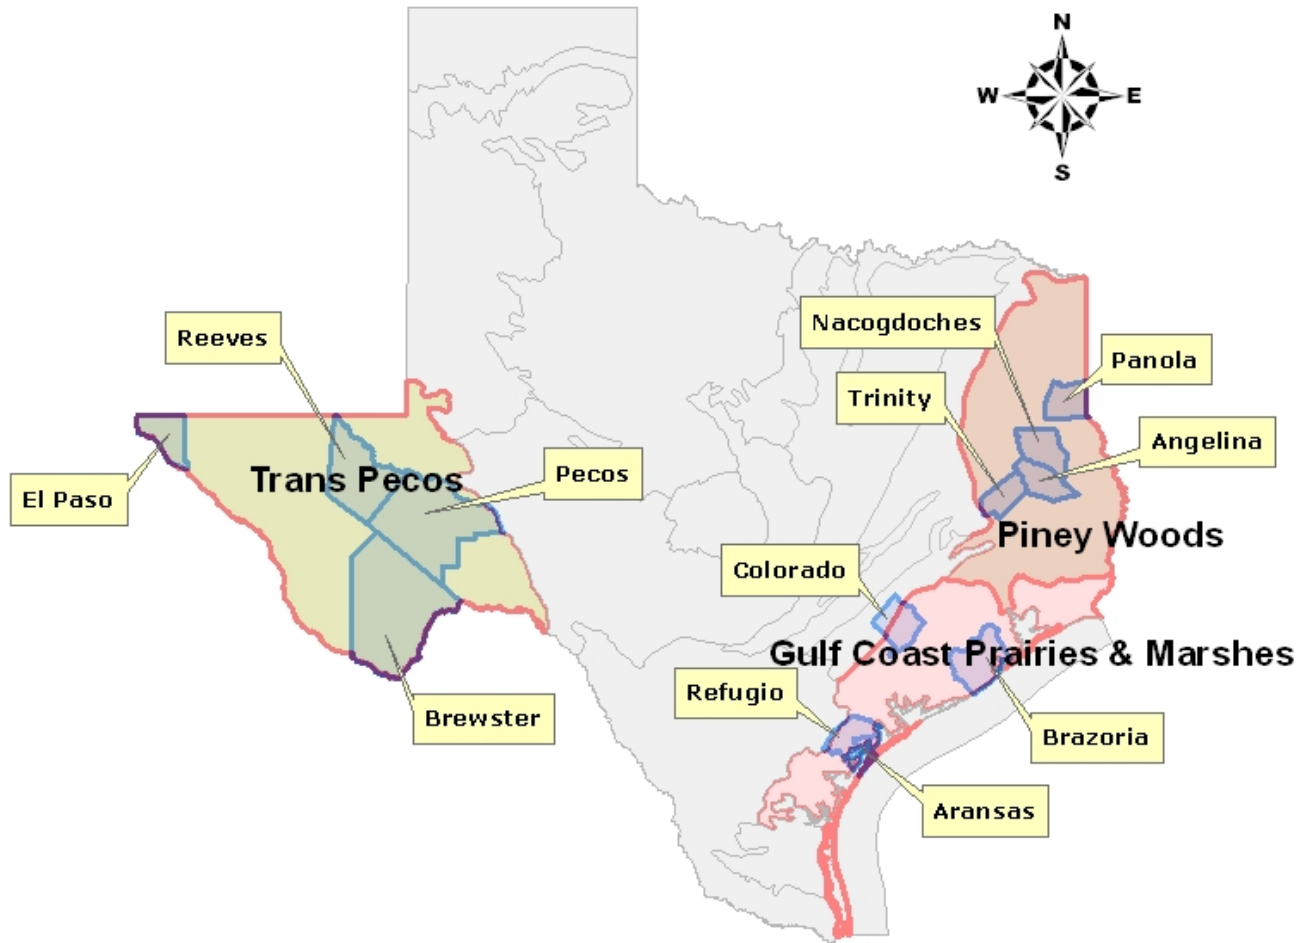 N
W E
S
Nacogdoches
Reeves
Panola
Trinity
Angelina
Trans Pecos
Pecos
El Paso
Piney Woods
Colorado
Gulf Coast Prairies & Marshes
Refugio
Brewster
Brazoria
Aransas